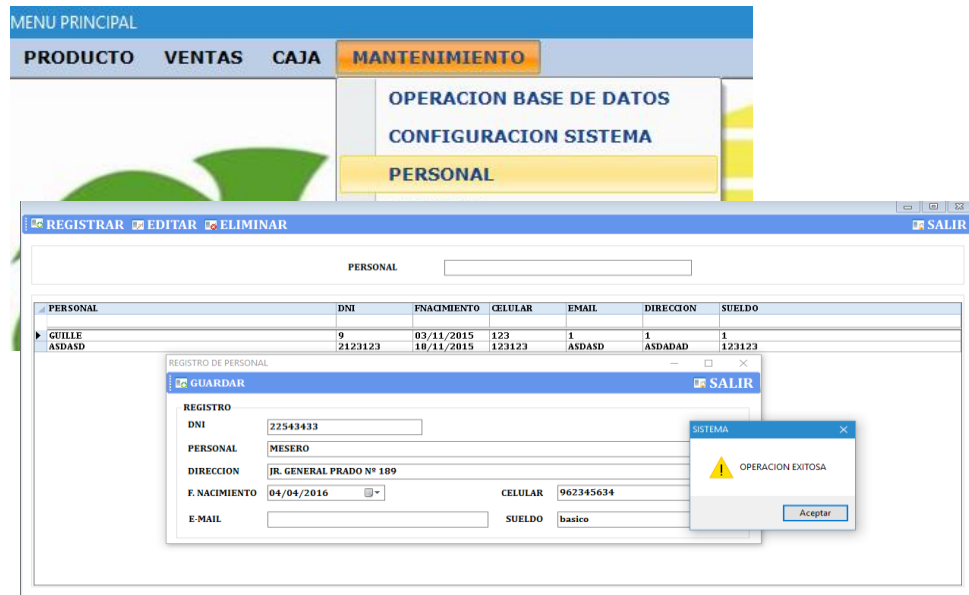 MENU PRINCIPAL
PRODUCTO VENTAS CAJA MANTENIMIENTO
OPERACION BASE DE DATOS
CONFIGURACION SISTEMA
PERSONAL
REGISTRAR EDITAR ELIMINAR SALIR
PERSONAL
PERSONAL DNI FNACIMIENTO CELULAR EMAIL DIRECCION SUELDO
GUILLE 9 03/11/2015 123 1 1 1
ASDASD 2123123 18/11/2015 123123 ASDASD ASDADAD 123123
REGISTRO DE PERSONAL
GUARDAR SALIR
REGISTRO
DNI 22543433
PERSONAL MESERO
DIRECCION JR. GENERAL PRADO Nº 189
F. NACIMIENTO 04/04/2016 CELULAR 962345634
E-MAIL SUELDO basico
SISTEMA
OPERACION EXITOSA
Aceptar